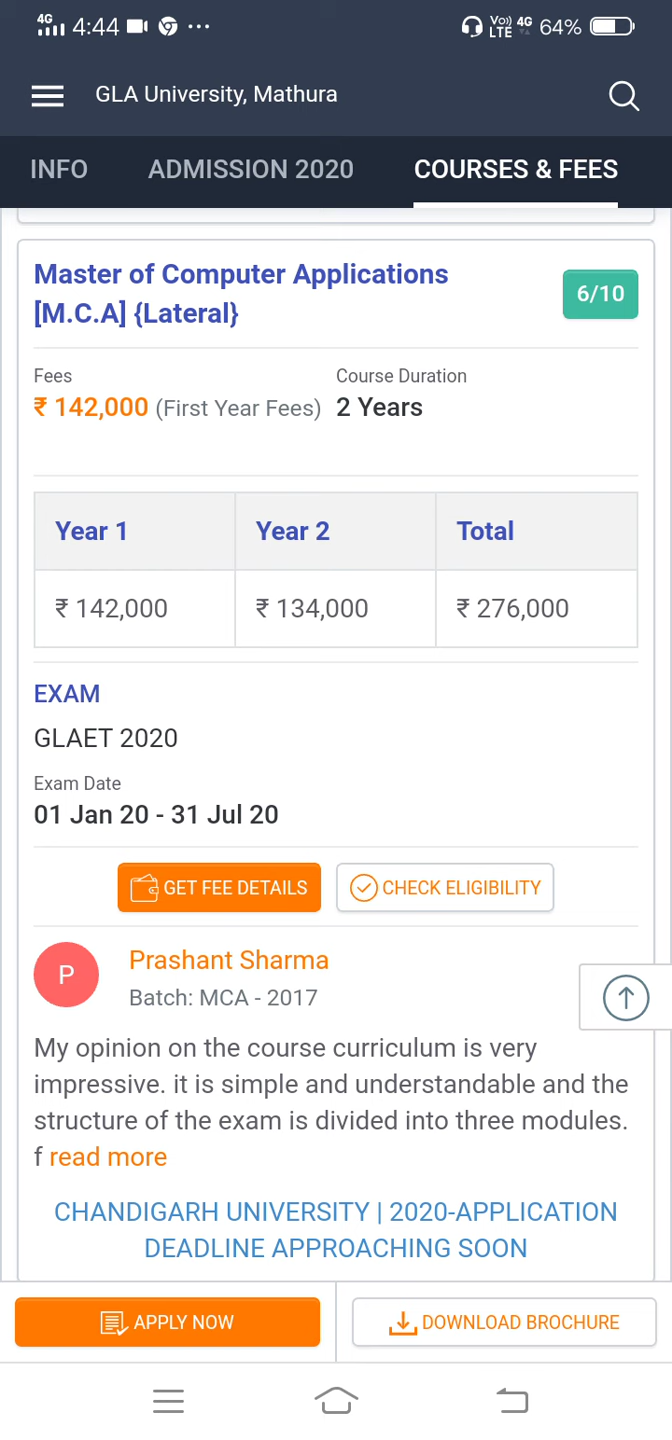 4G 4:44 ... Vo) LTE 4G 64%
GLA University, Mathura
INFO ADMISSION 2020 COURSES & FEES
Master of Computer Applications
[M.C.A] {Lateral}
6/10
Fees Course Duration
₹ 142,000 (First Year Fees) 2 Years
Year 1 Year 2 Total
₹ 142,000 ₹ 134,000 ₹ 276,000
EXAM
GLAET 2020
Exam Date
01 Jan 20 - 31 Jul 20
GET FEE DETAILS CHECK ELIGIBILITY
P
Prashant Sharma
Batch: MCA - 2017
My opinion on the course curriculum is very
impressive. it is simple and understandable and the
structure of the exam is divided into three modules.
f read more
CHANDIGARH UNIVERSITY | 2020-APPLICATION
DEADLINE APPROACHING SOON
APPLY NOW DOWNLOAD BROCHURE